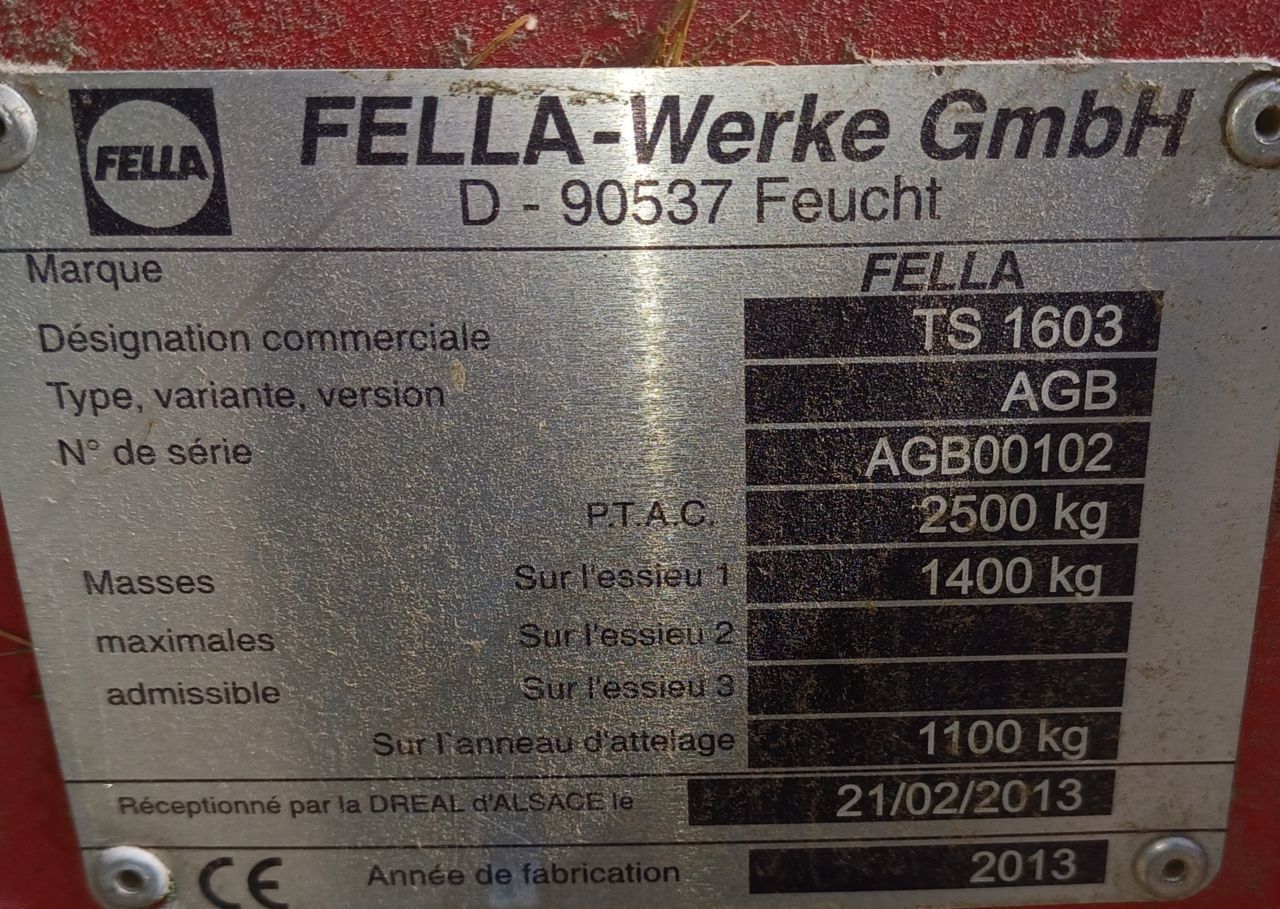 FELLA
FELLA-Werke GmbH
D - 90537 Feucht
Marque FELLA
Désignation commerciale TS 1603
Type, variante, version AGB
N° de série AGB00102
P.T.A.C. 2500 kg
Masses Sur l'essieu 1 1400 kg
maximales Sur l'essieu 2
admissible Sur l'essieu 3
Sur l'anneau d'attelage 1100 kg
Réceptionné par la DREAL d'ALSACE le 21/02/2013
CE Année de fabrication 2013